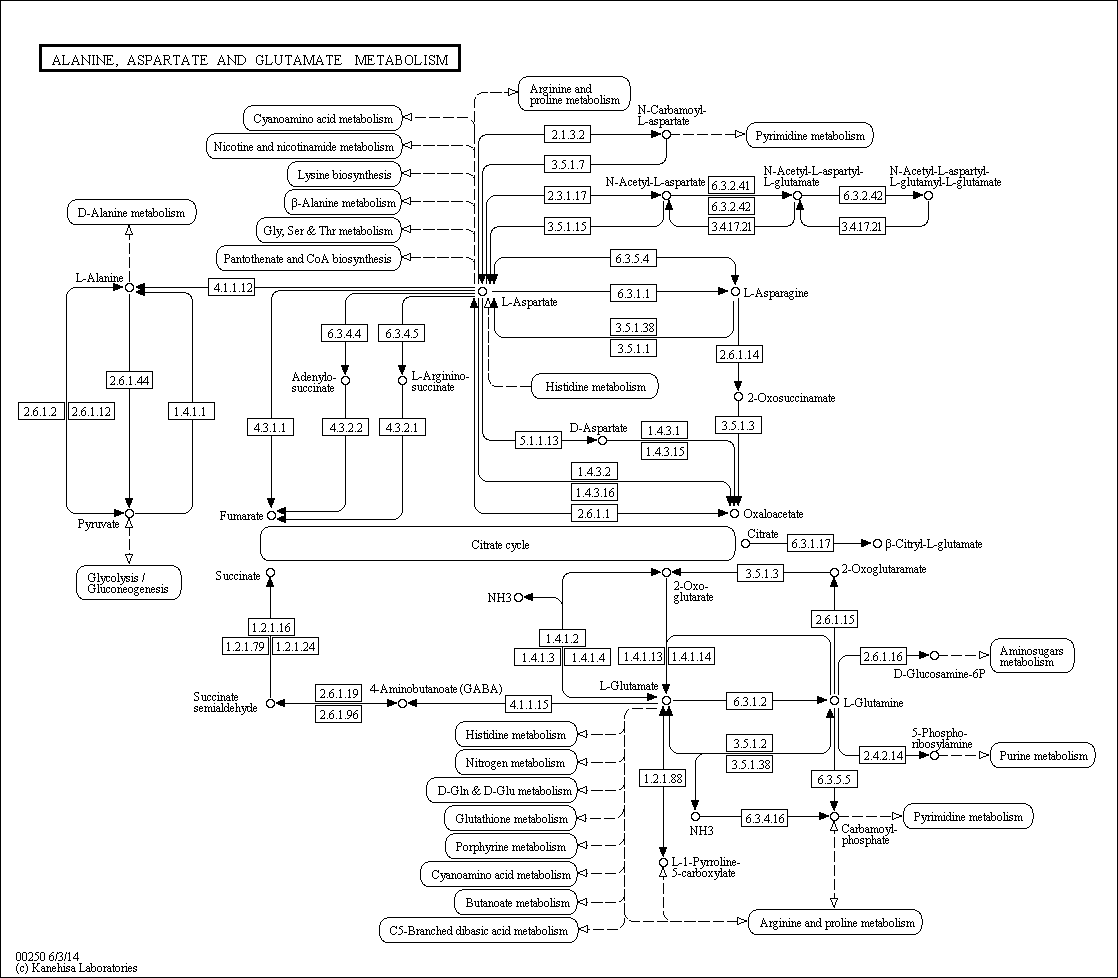 ALANINE, ASPARTATE AND GLUTAMATE METABOLISM
Arginine and
proline metabolism
Cyanoamino acid metabolism
N-Carbamoyl-
L-aspartate
2.1.3.2
Pyrimidine metabolism
Nicotine and nicotinamide metabolism
3.5.1.7
Lysine biosynthesis
N-Acetyl-L-aspartate
N-Acetyl-L-aspartyl-
L-glutamate
N-Acetyl-L-aspartyl-
L-glutamyl-L-glutamate
6.3.2.41
2.3.1.17
6.3.2.42
6.3.2.42
β-Alanine metabolism
D-Alanine metabolism
3.5.1.15
3.4.17.21
3.4.17.21
Gly, Ser & Thr metabolism
Pantothenate and CoA biosynthesis
6.3.5.4
L-Alanine
4.1.1.12
L-Aspartate
6.3.1.1
L-Asparagine
6.3.4.4
6.3.4.5
3.5.1.38
3.5.1.1
2.6.1.14
2.6.1.44
Adenylo-
succinate
L-Arginino-
succinate
Histidine metabolism
2-Oxosuccinamate
2.6.1.2
2.6.1.12
1.4.1.1
4.3.1.1
4.3.2.2
4.3.2.1
D-Aspartate
5.1.1.13
1.4.3.1
1.4.3.15
3.5.1.3
1.4.3.2
1.4.3.16
2.6.1.1
Pyruvate
Fumarate
Oxaloacetate
Citrate cycle
Citrate
6.3.1.17
β-Citryl-L-glutamate
Glycolysis /
Gluconeogenesis
Succinate
2-Oxo-
glutarate
3.5.1.3
2-Oxoglutaramate
NH3
1.2.1.16
1.2.1.79
1.2.1.24
1.4.1.2
1.4.1.3
1.4.1.4
1.4.1.13
1.4.1.14
2.6.1.15
2.6.1.16
D-Glucosamine-6P
Aminosugars
metabolism
Succinate
semialdehyde
2.6.1.19
2.6.1.96
4-Aminobutanoate (GABA)
4.1.1.15
L-Glutamate
6.3.1.2
L-Glutamine
Histidine metabolism
3.5.1.2
3.5.1.38
5-Phospho-
ribosylamine
2.4.2.14
Purine metabolism
Nitrogen metabolism
1.2.1.88
6.3.5.5
D-Gln & D-Glu metabolism
Glutathione metabolism
NH3
6.3.4.16
Carbamoyl-
phosphate
Pyrimidine metabolism
Porphyrine metabolism
L-1-Pyrroline-
5-carboxylate
Cyanoamino acid metabolism
Butanoate metabolism
C5-Branched dibasic acid metabolism
Arginine and proline metabolism
00250 6/3/14
(c) Kanehisa Laboratories